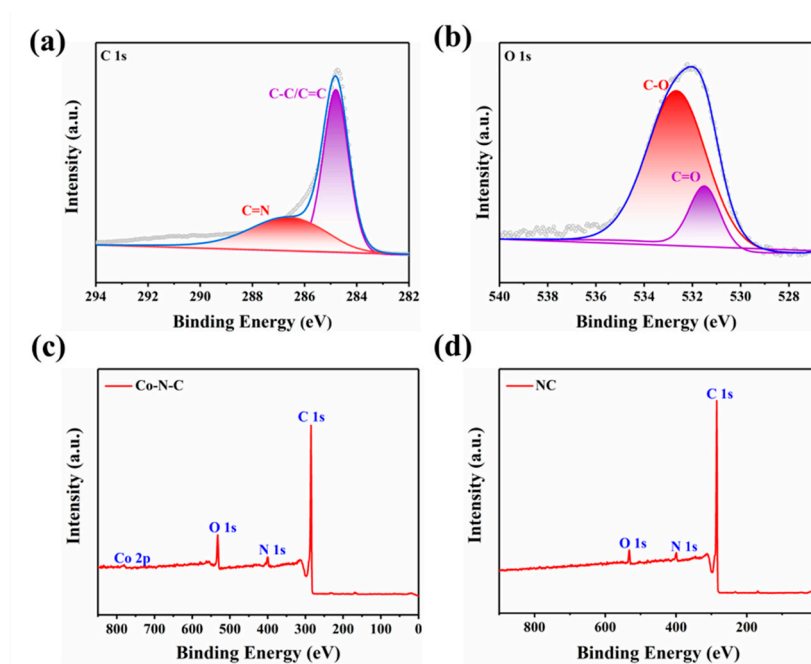 (a)
C 1s
C-C/C=C
C=N
Intensity (a.u.)
294 292 290 288 286 284 282
Binding Energy (eV)
(b)
O 1s
C-O
C=O
Intensity (a.u.)
540 538 536 534 532 530 528
Binding Energy (eV)
(c)
Co-N-C
C 1s
O 1s
N 1s
Co 2p
Intensity (a.u.)
800 700 600 500 400 300 200 100 0
Binding Energy (eV)
(d)
NC
C 1s
O 1s
N 1s
Intensity (a.u.)
800 600 400 200
Binding Energy (eV)